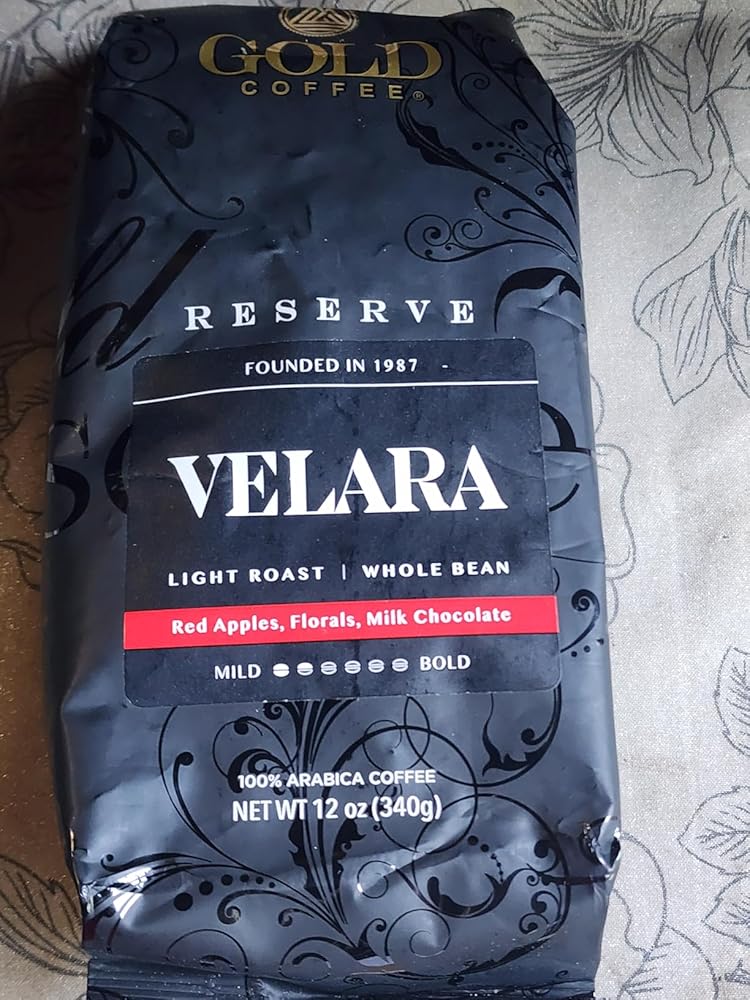 GOLD
COFFEE®
RESERVE
FOUNDED IN 1987 -
VELARA
LIGHT ROAST | WHOLE BEAN
Red Apples, Florals, Milk Chocolate
MILD BOLD
100% ARABICA COFFEE
NET WT 12 oz (340g)